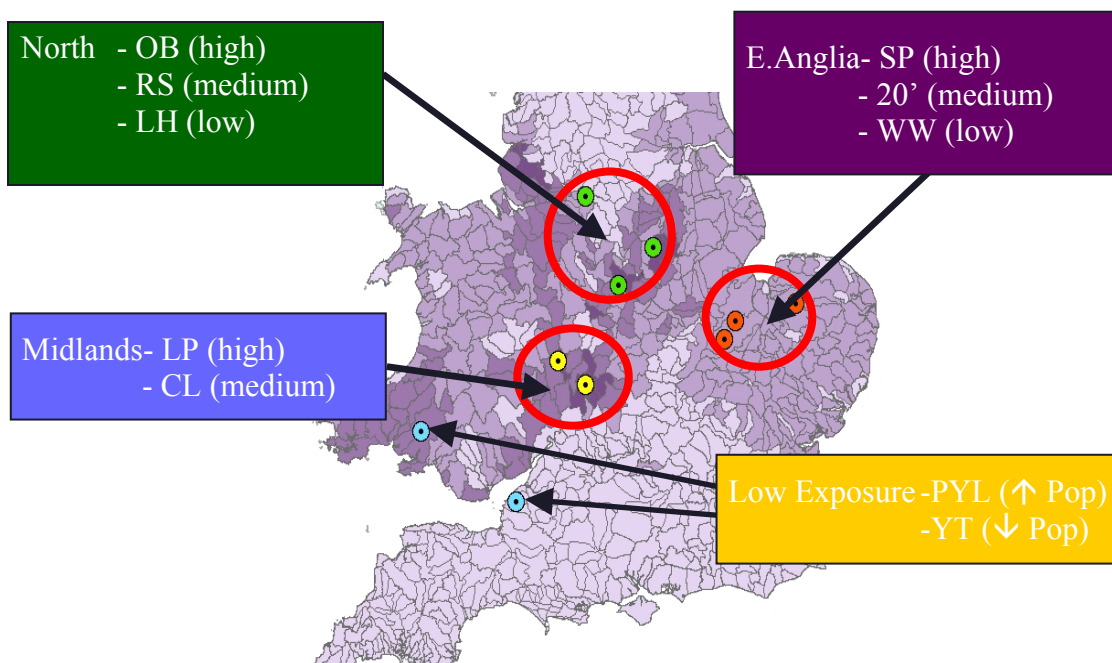 North - OB (high)
- RS (medium)
- LH (low)
E.Anglia- SP (high)
- 20’ (medium)
- WW (low)
Midlands- LP (high)
- CL (medium)
Low Exposure -PYL (↑ Pop)
-YT (↓ Pop)